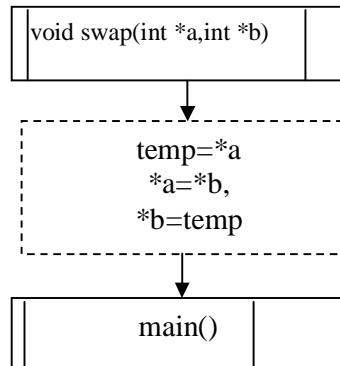 void swap(int *a,int *b)
temp=*a
*a=*b,
*b=temp
main()